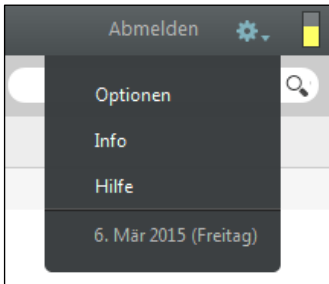 Abmelden
Optionen
Info
Hilfe
6. Mär 2015 (Freitag)